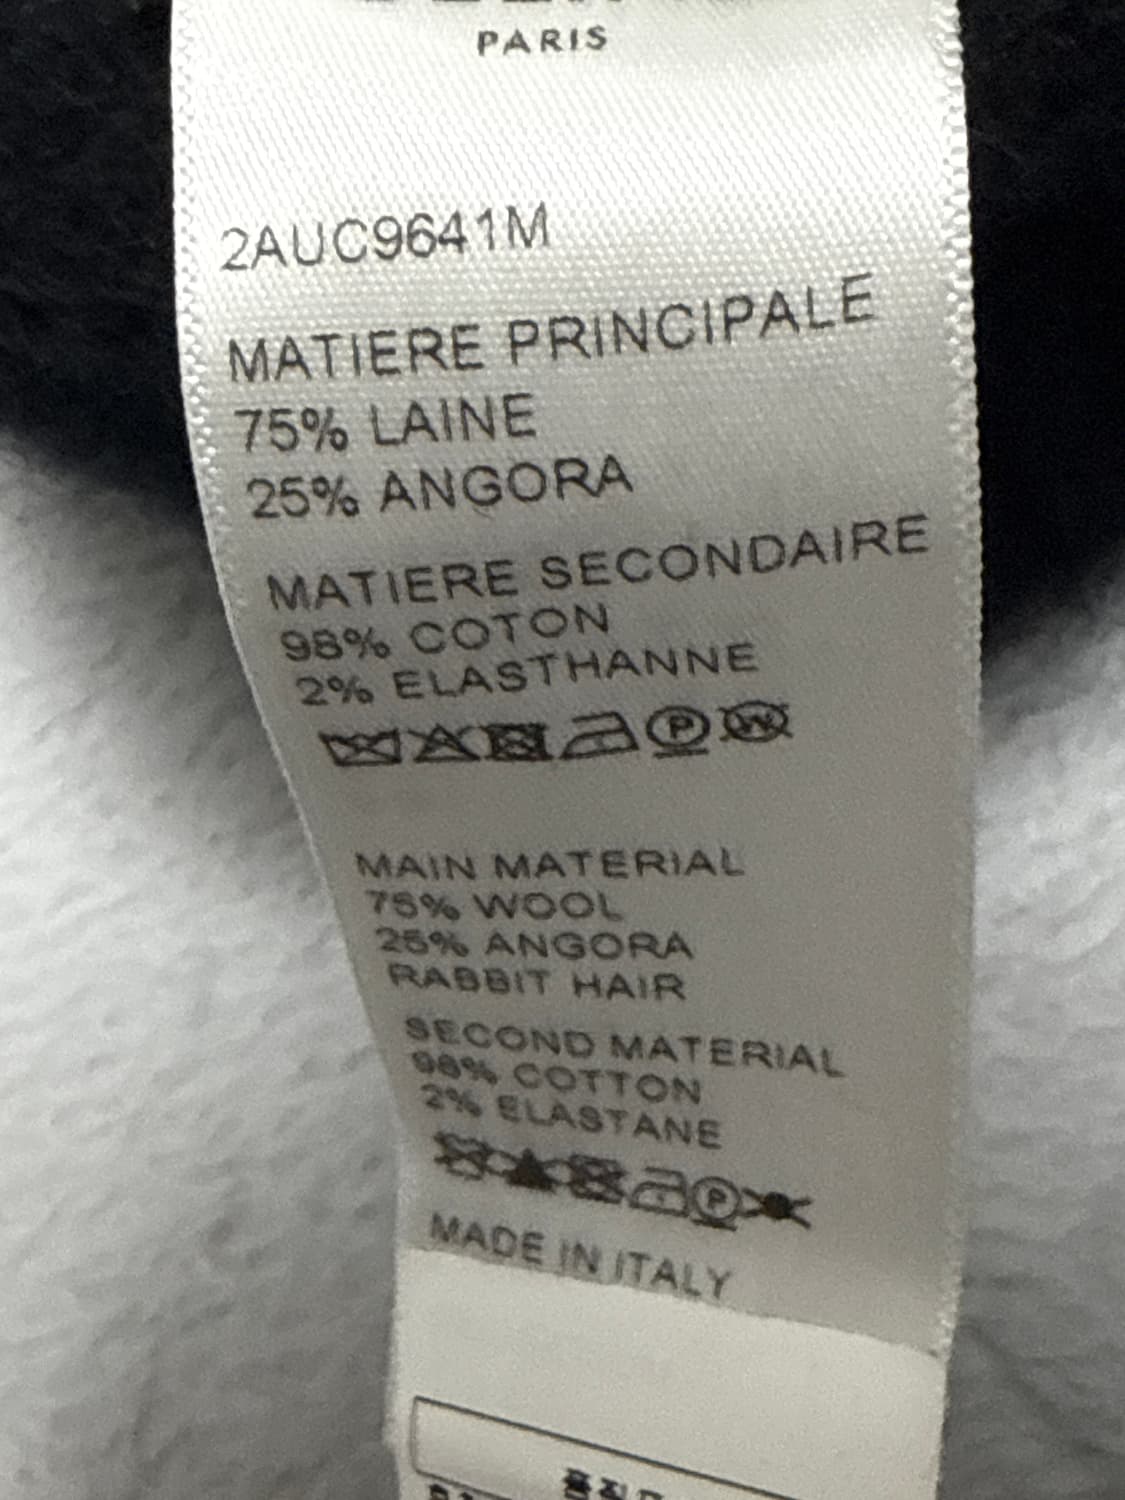 PARIS
2AUC9641M
MATIERE PRINCIPALE
75% LAINE
25% ANGORA
MATIERE SECONDAIRE
98% COTON
2% ELASTHANNE
P W
MAIN MATERIAL
75% WOOL
25% ANGORA
RABBIT HAIR
SECOND MATERIAL
98% COTTON
2% ELASTANE
P
MADE IN ITALY